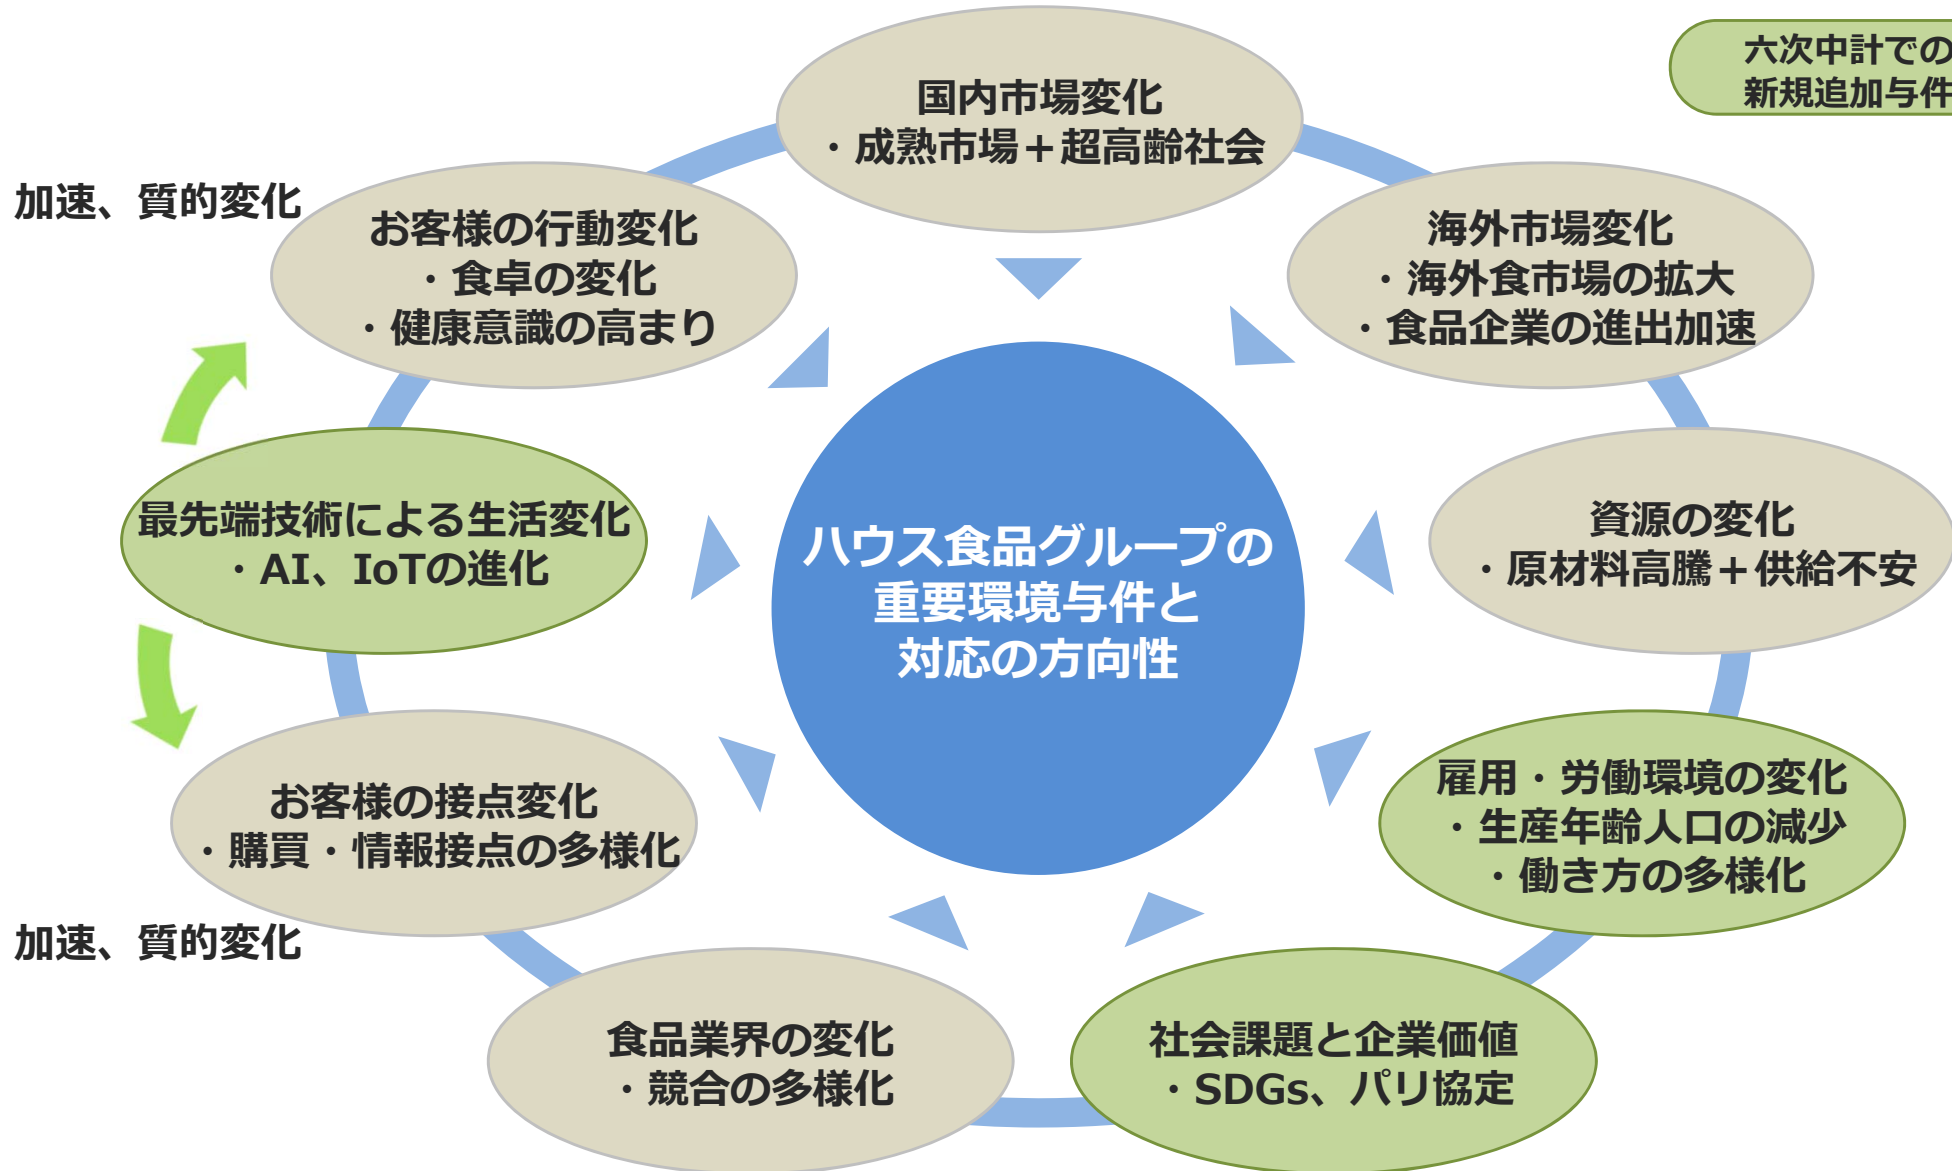 六次中計での
新規追加与件
国内市場変化
・成熟市場＋超高齢社会
加速、質的変化
お客様の行動変化
・食卓の変化
・健康意識の高まり
海外市場変化
・海外食市場の拡大
・食品企業の進出加速
最先端技術による生活変化
・AI、IoTの進化
ハウス食品グループの
重要環境与件と
対応の方向性
資源の変化
・原材料高騰＋供給不安
お客様の接点変化
・購買・情報接点の多様化
雇用・労働環境の変化
・生産年齢人口の減少
・働き方の多様化
加速、質的変化
食品業界の変化
・競合の多様化
社会課題と企業価値
・SDGs、パリ協定